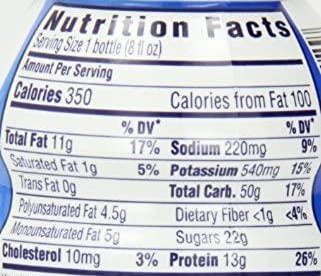 Nutrition Facts
Serving Size 1 bottle (8 fl oz)
Amount Per Serving
Calories 350 Calories from Fat 100
% DV* % DV*
Total Fat 11g 17% Sodium 220mg 9%
Saturated Fat 1g 5% Potassium 540mg 15%
Trans Fat 0g Total Carb. 50g 17%
Polyunsaturated Fat 4.5g Dietary Fiber <1g <4%
Monounsaturated Fat 5g Sugars 22g
Cholesterol 10mg 3% Protein 13g 26%